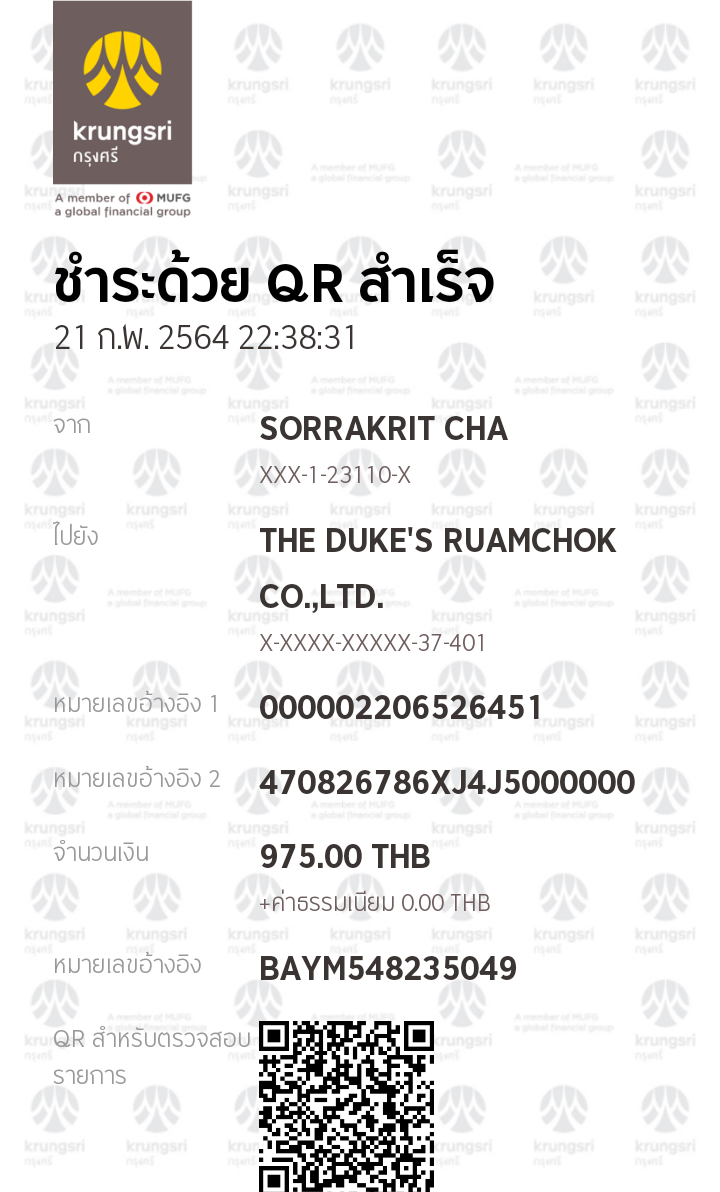 krungsri
กรุงศรี
A member of MUFG
a global financial group
ชำระด้วย QR สำเร็จ
21 ก.พ. 2564 22:38:31
จาก
SORRAKRIT CHA
XXX-1-23110-X
ไปยัง
THE DUKE'S RUAMCHOK
CO.,LTD.
X-XXXX-XXXXX-37-401
หมายเลขอ้างอิง 1
000002206526451
หมายเลขอ้างอิง 2
470826786XJ4J5000000
จำนวนเงิน
975.00 THB
+ค่าธรรมเนียม 0.00 THB
หมายเลขอ้างอิง
BAYM548235049
QR สำหรับตรวจสอบ
รายการ